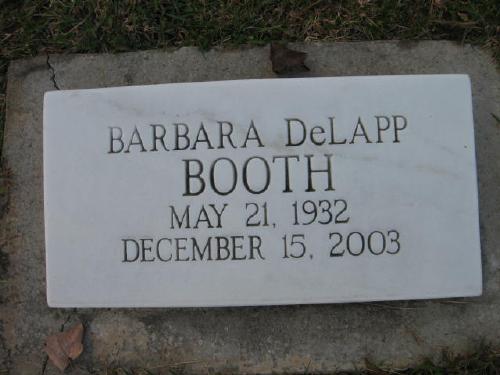 BARBARA DeLAPP
BOOTH
MAY 21, 1932
DECEMBER 15, 2003